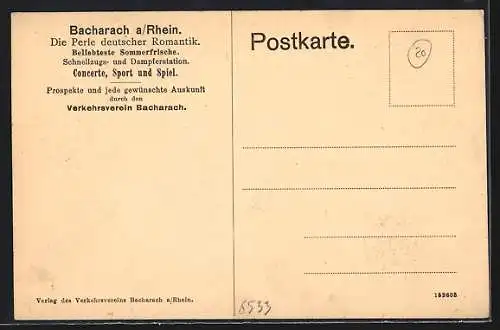 Bacharach a/Rhein.
Die Perle deutscher Romantik.
Beliebteste Sommerfrische.
Schnellzugs- und Dampferstation.
Concerte, Sport und Spiel.
Prospekte und jede gewünschte Auskunft
durch den
Verkehrsverein Bacharach.
Postkarte.
20
Verlag des Verkehrsvereins Bacharach a/Rhein.
6533
152605